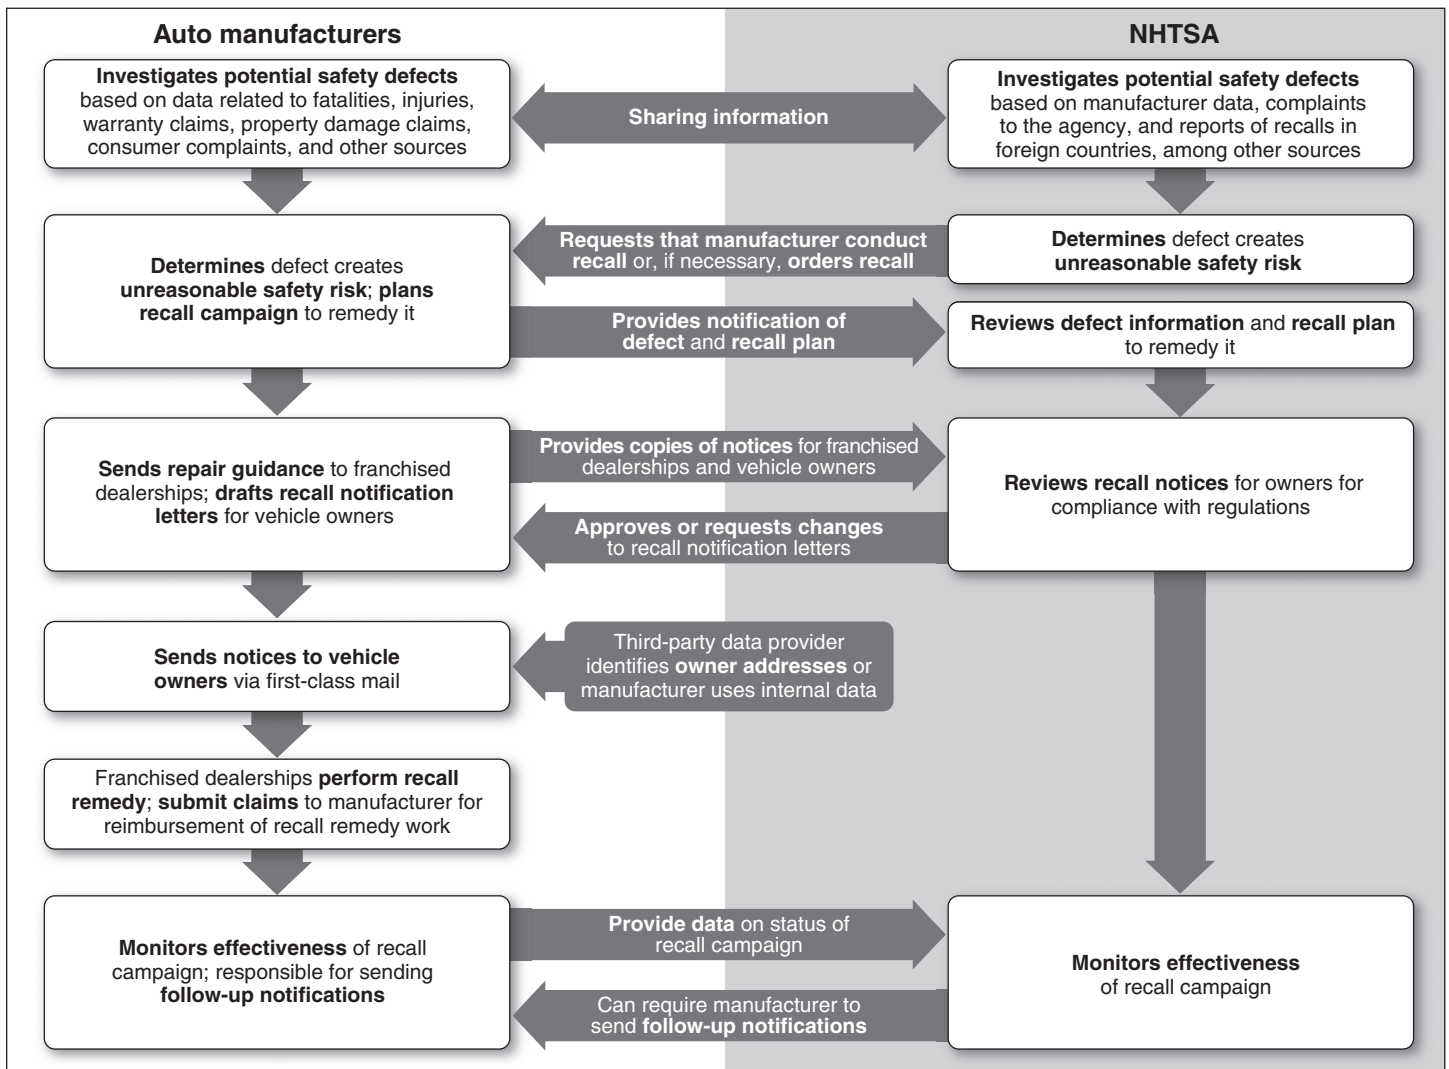 Auto manufacturers
NHTSA
Investigates potential safety defects
based on data related to fatalities, injuries,
warranty claims, property damage claims,
consumer complaints, and other sources
Sharing information
Investigates potential safety defects
based on manufacturer data, complaints
to the agency, and reports of recalls in
foreign countries, among other sources
Determines defect creates
unreasonable safety risk; plans
recall campaign to remedy it
Requests that manufacturer conduct
recall or, if necessary, orders recall
Determines defect creates
unreasonable safety risk
Provides notification of
defect and recall plan
Reviews defect information and recall plan
to remedy it
Sends repair guidance to franchised
dealerships; drafts recall notification
letters for vehicle owners
Provides copies of notices for franchised
dealerships and vehicle owners
Approves or requests changes
to recall notification letters
Reviews recall notices for owners for
compliance with regulations
Sends notices to vehicle
owners via first-class mail
Third-party data provider
identifies owner addresses or
manufacturer uses internal data
Franchised dealerships perform recall
remedy; submit claims to manufacturer for
reimbursement of recall remedy work
Monitors effectiveness of recall
campaign; responsible for sending
follow-up notifications
Provide data on status of
recall campaign
Can require manufacturer to
send follow-up notifications
Monitors effectiveness
of recall campaign